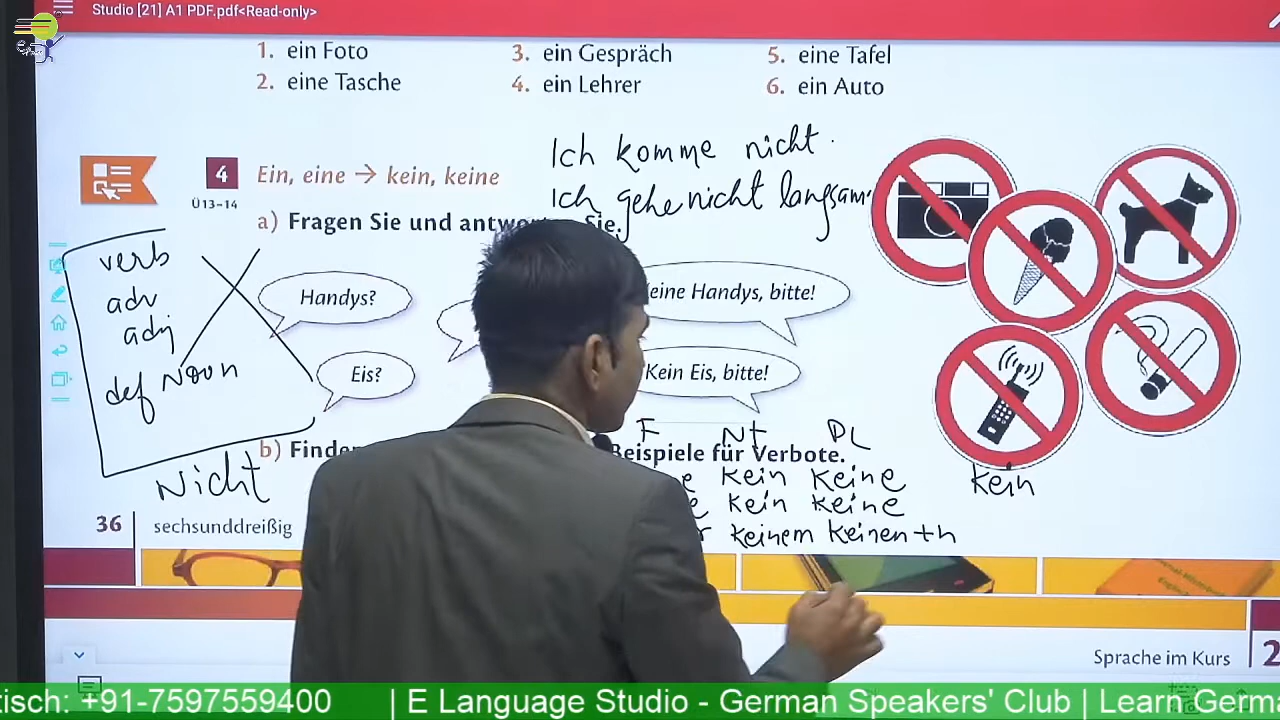 Studio [21] A1 PDF.pdf<Read-only>
1. ein Foto
2. eine Tasche
3. ein Gespräch
4. ein Lehrer
5. eine Tafel
6. ein Auto
4
Ü13–14
Ein, eine → kein, keine
Ich komme nicht.
Ich gehe nicht langsam.
a) Fragen Sie und Sie.
verb
adv
adj
def Noun
Nicht
Handys?
eine Handys, bitte!
Eis?
Kein Eis, bitte!
b) Beispiele für Verbote.
F Nt PL
kein keine
kein keine
keinem keinen+n
kein
36 sechsunddreißig
Sprache im Kurs
2
tisch: +91-7597559400 | E Language Studio - German Speakers' Club | Learn Germa